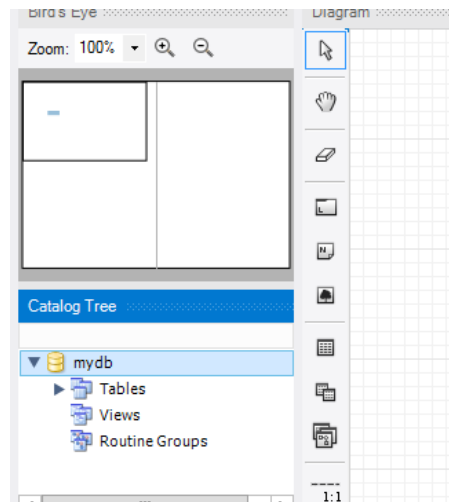 Bird's Eye
Diagram
Zoom: 100%
Catalog Tree
mydb
Tables
Views
Routine Groups
L
N
1:1